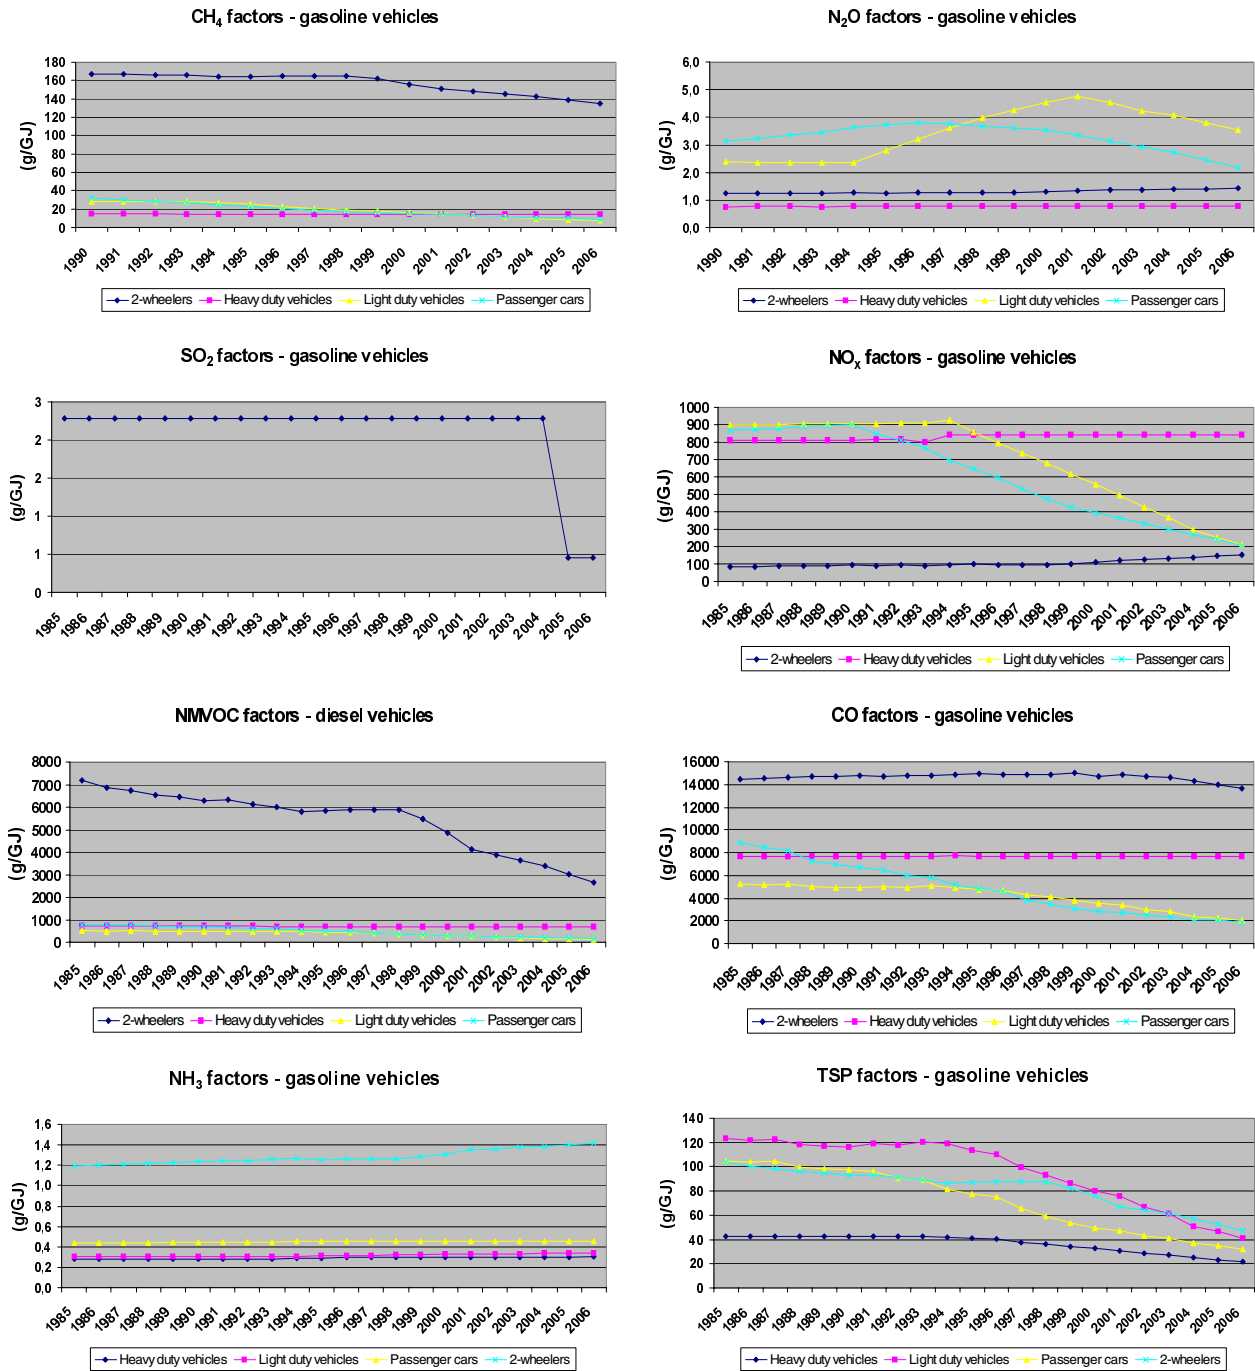 CH4 factors - gasoline vehicles
(g/GJ)
180
160
140
120
100
80
60
40
20
0
1990 1991 1992 1993 1994 1995 1996 1997 1998 1999 2000 2001 2002 2003 2004 2005 2006
2-wheelers Heavy duty vehicles Light duty vehicles Passenger cars
N2O factors - gasoline vehicles
(g/GJ)
6,0
5,0
4,0
3,0
2,0
1,0
0,0
1990 1991 1992 1993 1994 1995 1996 1997 1998 1999 2000 2001 2002 2003 2004 2005 2006
2-wheelers Heavy duty vehicles Light duty vehicles Passenger cars
SO2 factors - gasoline vehicles
(g/GJ)
3
2
2
1
1
0
1985 1986 1987 1988 1989 1990 1991 1992 1993 1994 1995 1996 1997 1998 1999 2000 2001 2002 2003 2004 2005 2006
NOx factors - gasoline vehicles
(g/GJ)
1000
900
800
700
600
500
400
300
200
100
0
1985 1986 1987 1988 1989 1990 1991 1992 1993 1994 1995 1996 1997 1998 1999 2000 2001 2002 2003 2004 2005 2006
2-wheelers Heavy duty vehicles Light duty vehicles Passenger cars
NMVOC factors - diesel vehicles
(g/GJ)
8000
7000
6000
5000
4000
3000
2000
1000
0
1985 1986 1987 1988 1989 1990 1991 1992 1993 1994 1995 1996 1997 1998 1999 2000 2001 2002 2003 2004 2005 2006
2-wheelers Heavy duty vehicles Light duty vehicles Passenger cars
CO factors - gasoline vehicles
(g/GJ)
16000
14000
12000
10000
8000
6000
4000
2000
0
1985 1986 1987 1988 1989 1990 1991 1992 1993 1994 1995 1996 1997 1998 1999 2000 2001 2002 2003 2004 2005 2006
2-wheelers Heavy duty vehicles Light duty vehicles Passenger cars
NH3 factors - gasoline vehicles
(g/GJ)
1,6
1,4
1,2
1,0
0,8
0,6
0,4
0,2
0,0
1985 1986 1987 1988 1989 1990 1991 1992 1993 1994 1995 1996 1997 1998 1999 2000 2001 2002 2003 2004 2005 2006
Heavy duty vehicles Light duty vehicles Passenger cars 2-wheelers
TSP factors - gasoline vehicles
(g/GJ)
140
120
100
80
60
40
20
0
1985 1986 1987 1988 1989 1990 1991 1992 1993 1994 1995 1996 1997 1998 1999 2000 2001 2002 2003 2004 2005 2006
Heavy duty vehicles Light duty vehicles Passenger cars 2-wheelers